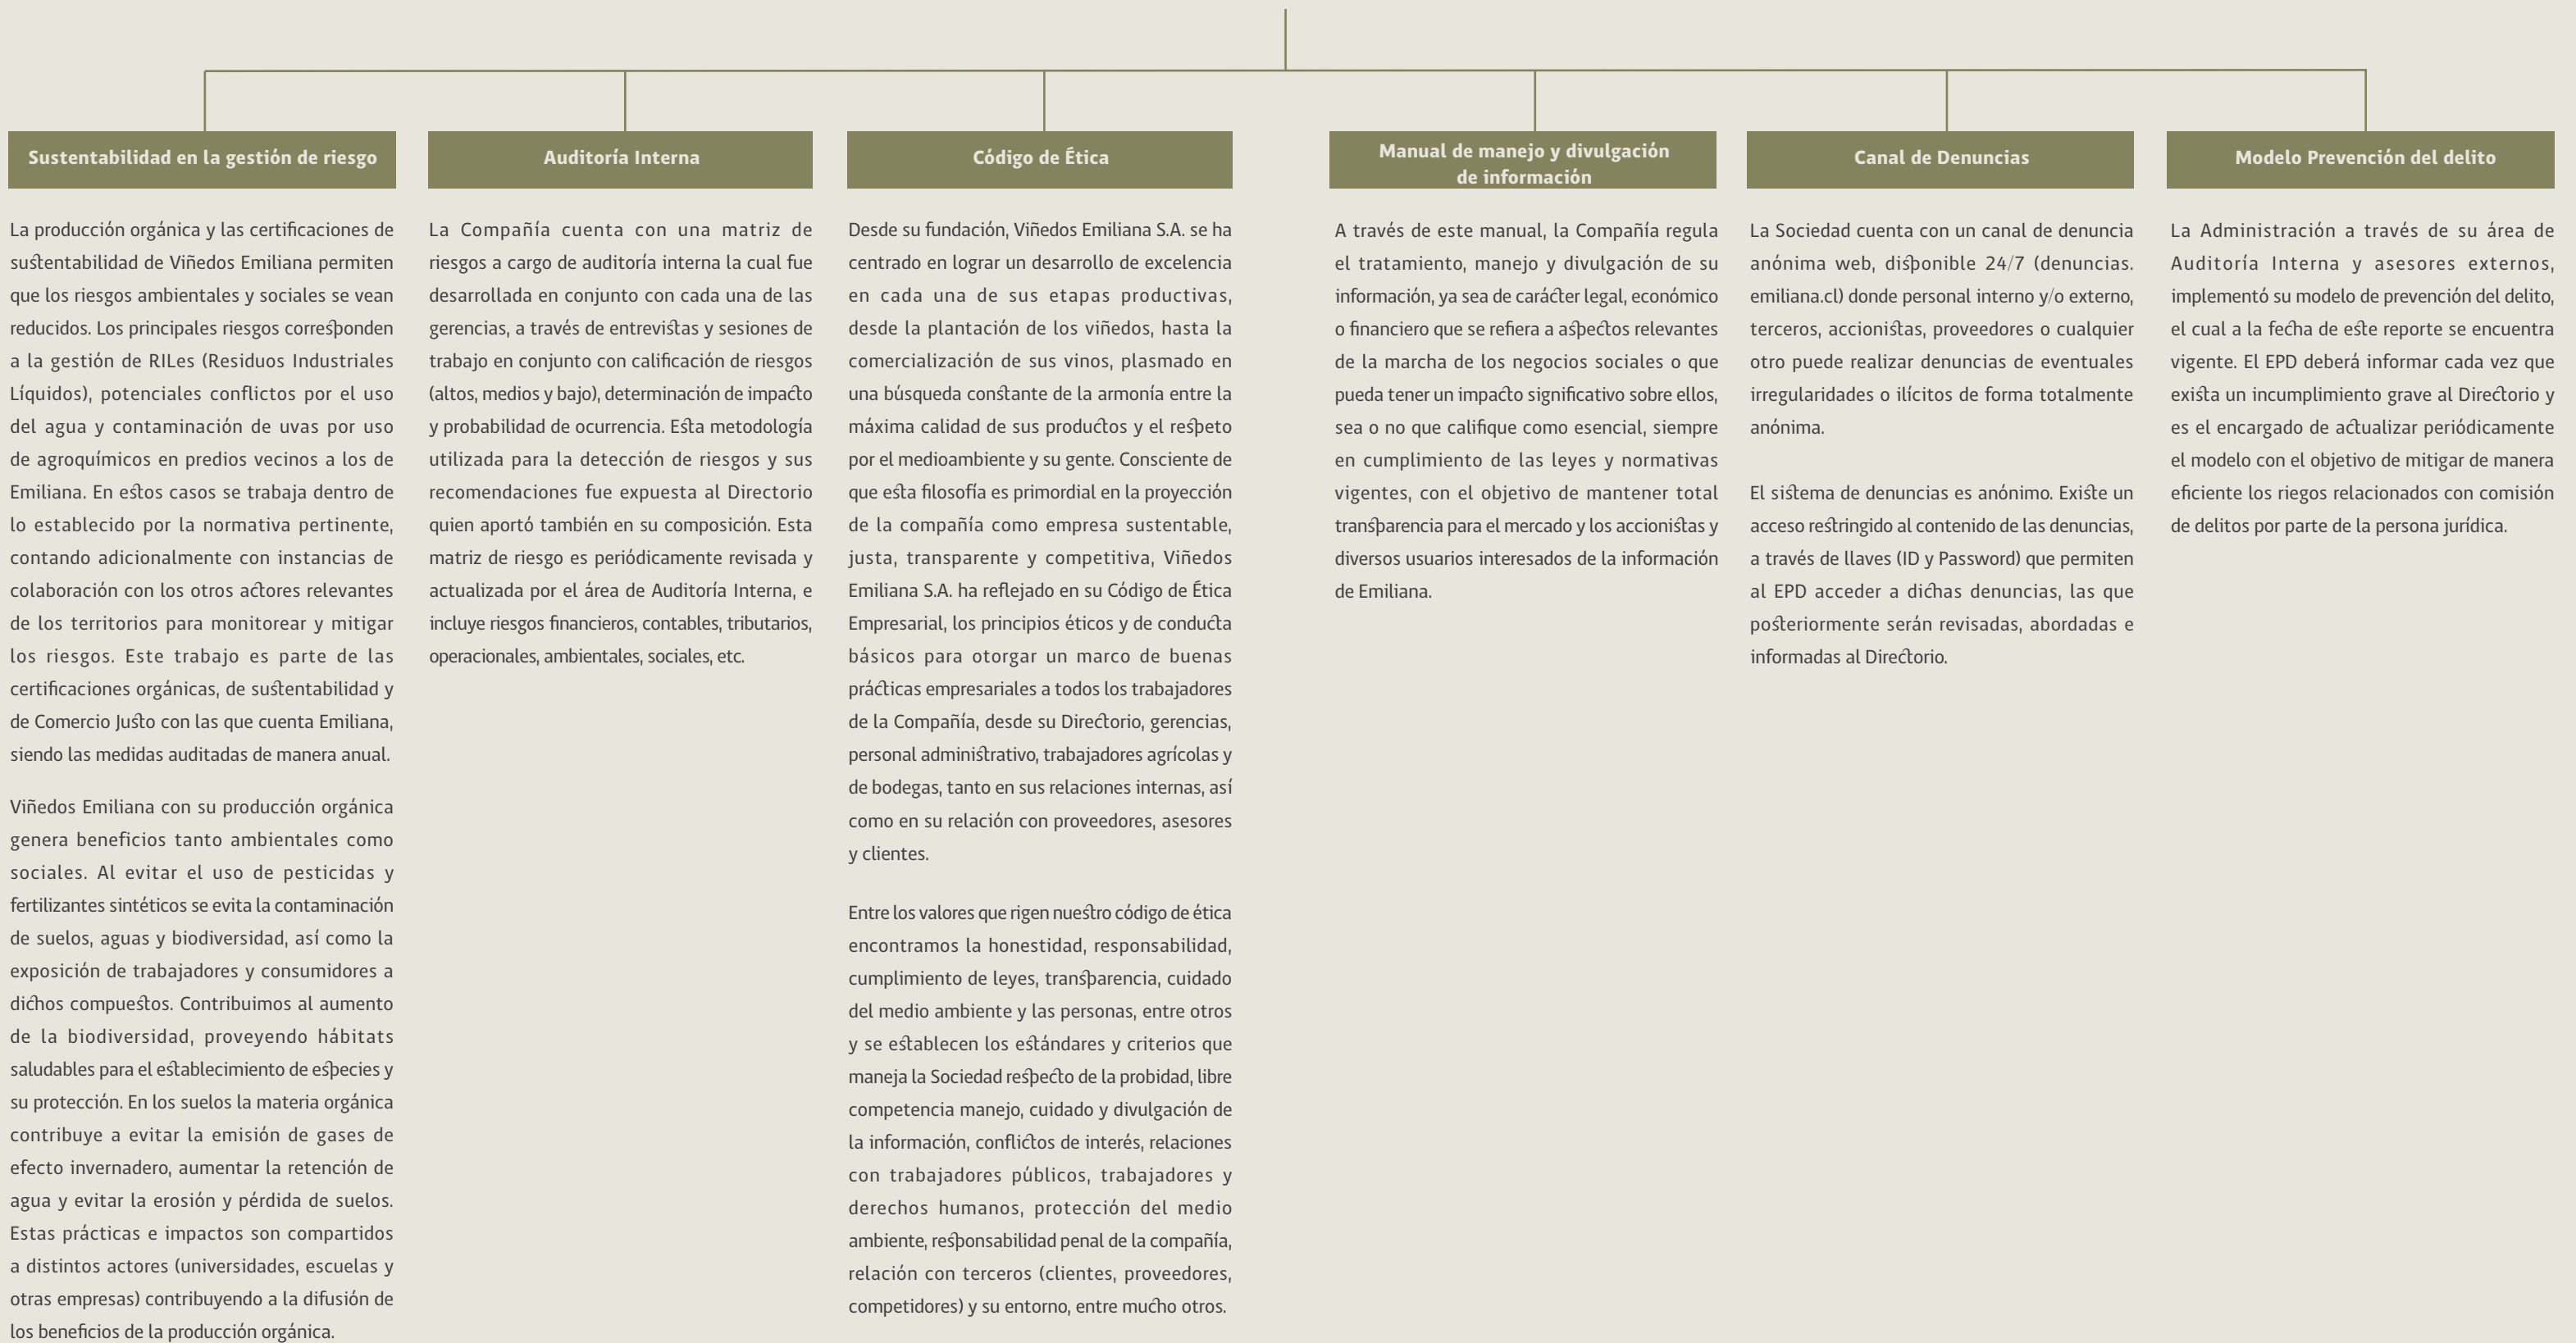 Sustentabilidad en la gestión de riesgo
La producción orgánica y las certificaciones de
sustentabilidad de Viñedos Emiliana permiten
que los riesgos ambientales y sociales se vean
reducidos. Los principales riesgos corresponden
a la gestión de RILes (Residuos Industriales
Líquidos), potenciales conflictos por el uso
del agua y contaminación de uvas por uso
de agroquímicos en predios vecinos a los de
Emiliana. En estos casos se trabaja dentro de
lo establecido por la normativa pertinente,
contando adicionalmente con instancias de
colaboración con los otros actores relevantes
de los territorios para monitorear y mitigar
los riesgos. Este trabajo es parte de las
certificaciones orgánicas, de sustentabilidad y
de Comercio Justo con las que cuenta Emiliana,
siendo las medidas auditadas de manera anual.
Viñedos Emiliana con su producción orgánica
genera beneficios tanto ambientales como
sociales. Al evitar el uso de pesticidas y
fertilizantes sintéticos se evita la contaminación
de suelos, aguas y biodiversidad, así como la
exposición de trabajadores y consumidores a
dichos compuestos. Contribuimos al aumento
de la biodiversidad, proveyendo hábitats
saludables para el establecimiento de especies y
su protección. En los suelos la materia orgánica
contribuye a evitar la emisión de gases de
efecto invernadero, aumentar la retención de
agua y evitar la erosión y pérdida de suelos.
Estas prácticas e impactos son compartidos
a distintos actores (universidades, escuelas y
otras empresas) contribuyendo a la difusión de
los beneficios de la producción orgánica.
Auditoría Interna
La Compañía cuenta con una matriz de
riesgos a cargo de auditoría interna la cual fue
desarrollada en conjunto con cada una de las
gerencias, a través de entrevistas y sesiones de
trabajo en conjunto con calificación de riesgos
(altos, medios y bajo), determinación de impacto
y probabilidad de ocurrencia. Esta metodología
utilizada para la detección de riesgos y sus
recomendaciones fue expuesta al Directorio
quien aportó también en su composición. Esta
matriz de riesgo es periódicamente revisada y
actualizada por el área de Auditoría Interna, e
incluye riesgos financieros, contables, tributarios,
operacionales, ambientales, sociales, etc.
Código de Ética
Desde su fundación, Viñedos Emiliana S.A. se ha
centrado en lograr un desarrollo de excelencia
en cada una de sus etapas productivas,
desde la plantación de los viñedos, hasta la
comercialización de sus vinos, plasmado en
una búsqueda constante de la armonía entre la
máxima calidad de sus productos y el respeto
por el medioambiente y su gente. Consciente de
que esta filosofía es primordial en la proyección
de la compañía como empresa sustentable,
justa, transparente y competitiva, Viñedos
Emiliana S.A. ha reflejado en su Código de Ética
Empresarial, los principios éticos y de conducta
básicos para otorgar un marco de buenas
prácticas empresariales a todos los trabajadores
de la Compañía, desde su Directorio, gerencias,
personal administrativo, trabajadores agrícolas y
de bodegas, tanto en sus relaciones internas, así
como en su relación con proveedores, asesores
y clientes.
Entre los valores que rigen nuestro código de ética
encontramos la honestidad, responsabilidad,
cumplimiento de leyes, transparencia, cuidado
del medio ambiente y las personas, entre otros
y se establecen los estándares y criterios que
maneja la Sociedad respecto de la probidad, libre
competencia manejo, cuidado y divulgación de
la información, conflictos de interés, relaciones
con trabajadores públicos, trabajadores y
derechos humanos, protección del medio
ambiente, responsabilidad penal de la compañía,
relación con terceros (clientes, proveedores,
competidores) y su entorno, entre mucho otros.
Manual de manejo y divulgación
de información
A través de este manual, la Compañía regula
el tratamiento, manejo y divulgación de su
información, ya sea de carácter legal, económico
o financiero que se refiera a aspectos relevantes
de la marcha de los negocios sociales o que
pueda tener un impacto significativo sobre ellos,
sea o no que califique como esencial, siempre
en cumplimiento de las leyes y normativas
vigentes, con el objetivo de mantener total
transparencia para el mercado y los accionistas y
diversos usuarios interesados de la información
de Emiliana.
Canal de Denuncias
La Sociedad cuenta con un canal de denuncia
anónima web, disponible 24/7 (denuncias.
emiliana.cl) donde personal interno y/o externo,
terceros, accionistas, proveedores o cualquier
otro puede realizar denuncias de eventuales
irregularidades o ilícitos de forma totalmente
anónima.
El sistema de denuncias es anónimo. Existe un
acceso restringido al contenido de las denuncias,
a través de llaves (ID y Password) que permiten
al EPD acceder a dichas denuncias, las que
posteriormente serán revisadas, abordadas e
informadas al Directorio.
Modelo Prevención del delito
La Administración a través de su área de
Auditoría Interna y asesores externos,
implementó su modelo de prevención del delito,
el cual a la fecha de este reporte se encuentra
vigente. El EPD deberá informar cada vez que
exista un incumplimiento grave al Directorio y
es el encargado de actualizar periódicamente
el modelo con el objetivo de mitigar de manera
eficiente los riegos relacionados con comisión
de delitos por parte de la persona jurídica.